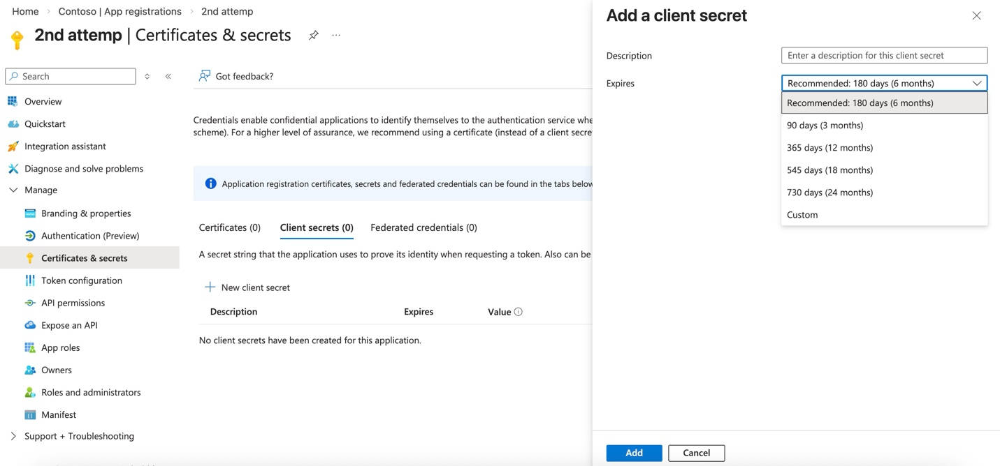 Home > Contoso | App registrations > 2nd attemp
2nd attemp | Certificates & secrets
Search
Overview
Quickstart
Integration assistant
Diagnose and solve problems
Manage
Branding & properties
Authentication (Preview)
Certificates & secrets
Token configuration
API permissions
Expose an API
App roles
Owners
Roles and administrators
Manifest
Support + Troubleshooting
Got feedback?
Credentials enable confidential applications to identify themselves to the authentication service
scheme). For a higher level of assurance, we recommend using a certificate (instead of a client
Application registration certificates, secrets and federated credentials can be found in the tabs below
Certificates (0) Client secrets (0) Federated credentials (0)
A secret string that the application uses to prove its identity when requesting a token. Also can be
New client secret
Description Expires Value
No client secrets have been created for this application.
Add a client secret
Description Enter a description for this client secret
Expires Recommended: 180 days (6 months)
Recommended: 180 days (6 months)
90 days (3 months)
365 days (12 months)
545 days (18 months)
730 days (24 months)
Custom
Add Cancel